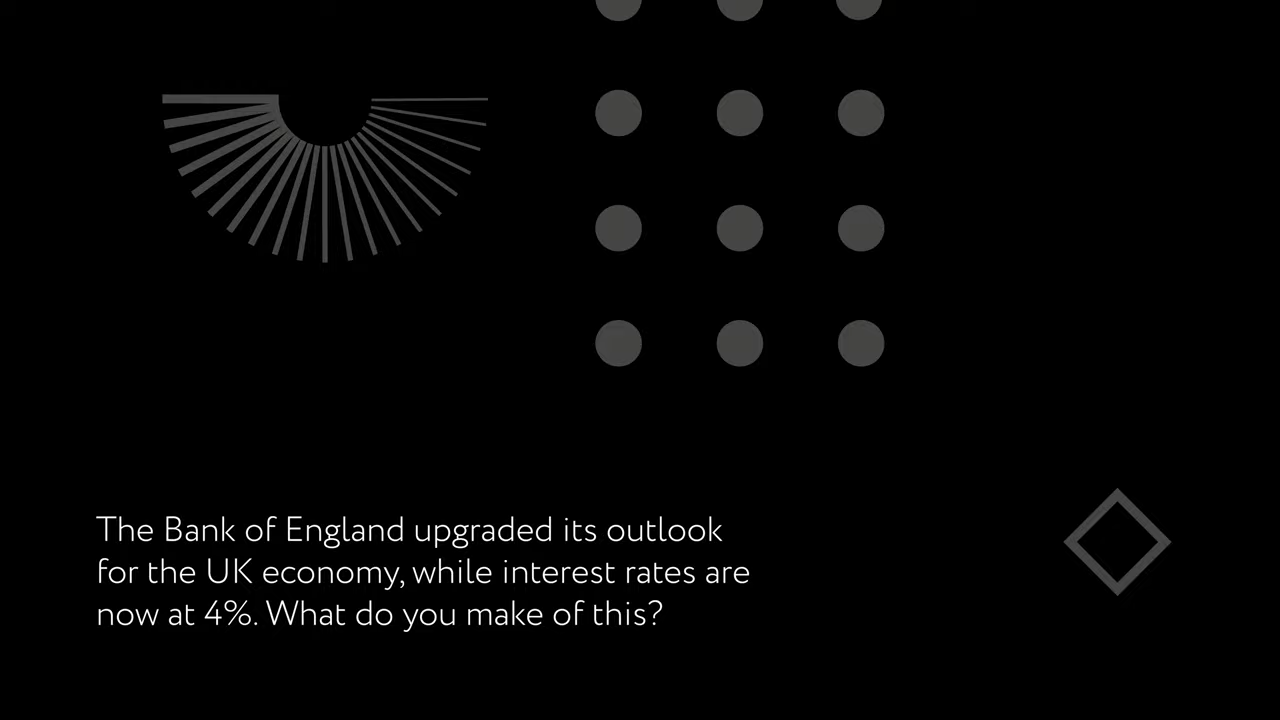 The Bank of England upgraded its outlook
for the UK economy, while interest rates are
now at 4%. What do you make of this?